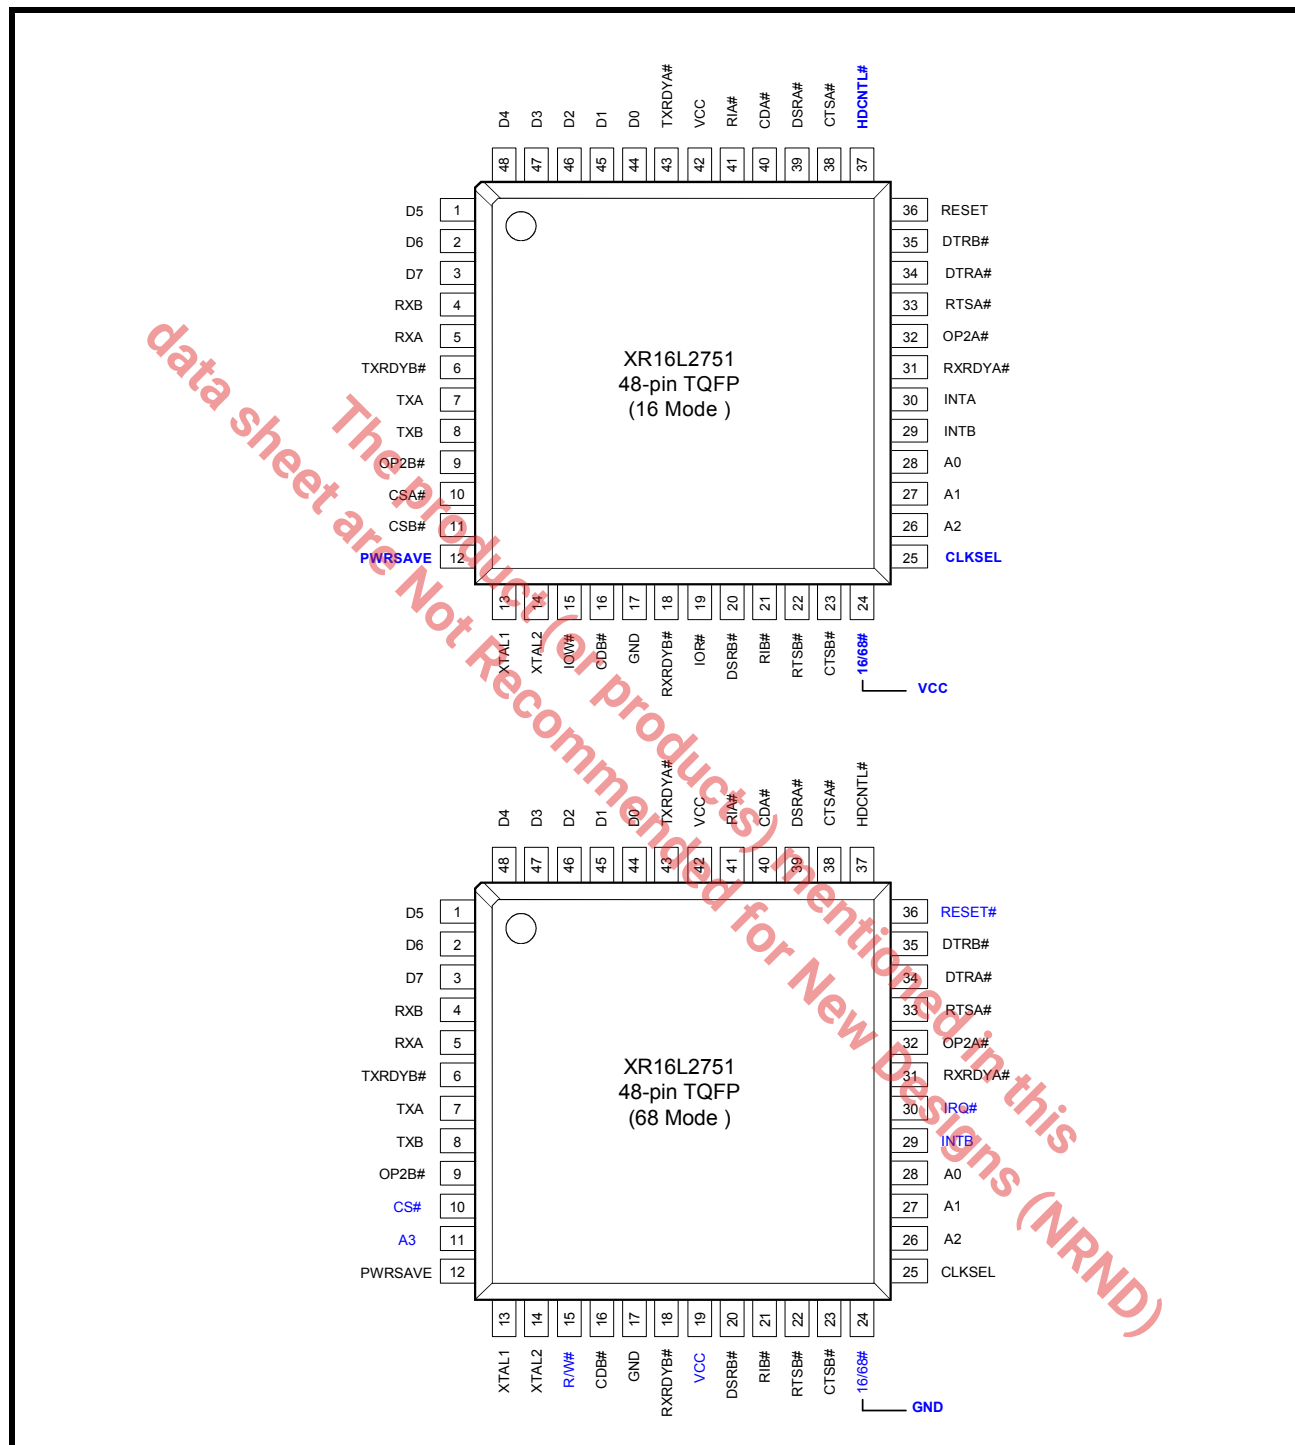 D4 D3 D2 D1 D0 TXRDYA# VCC RIA# CDA# DSRA# CTSA# HDCNTL#
48 47 46 45 44 43 42 41 40 39 38 37
D5 1 36 RESET
D6 2 35 DTRB#
D7 3 34 DTRA#
RXB 4 33 RTSA#
RXA 5 32 OP2A#
TXRDYB# 6 31 RXRDYA#
TXA 7 30 INTA
TXB 8 29 INTB
OP2B# 9 28 A0
CSA# 10 27 A1
CSB# 11 26 A2
PWRSAVE 12 25 CLKSEL
XR16L2751
48-pin TQFP
(16 Mode )
13 14 15 16 17 18 19 20 21 22 23 24
XTAL1 XTAL2 IOW# CDB# GND RXRDYB# IOR# DSRB# RIB# RTSB# CTSB# 16/68#
VCC
D4 D3 D2 D1 D0 TXRDYA# VCC RIA# CDA# DSRA# CTSA# HDCNTL#
48 47 46 45 44 43 42 41 40 39 38 37
D5 1 36 RESET#
D6 2 35 DTRB#
D7 3 34 DTRA#
RXB 4 33 RTSA#
RXA 5 32 OP2A#
TXRDYB# 6 31 RXRDYA#
TXA 7 30 IRQ#
TXB 8 29 INTB
OP2B# 9 28 A0
CS# 10 27 A1
A3 11 26 A2
PWRSAVE 12 25 CLKSEL
XR16L2751
48-pin TQFP
(68 Mode )
13 14 15 16 17 18 19 20 21 22 23 24
XTAL1 XTAL2 R/W# CDB# GND RXRDYB# VCC DSRB# RIB# RTSB# CTSB# 16/68#
GND
The product (or products) mentioned in this
data sheet are Not Recommended for New Designs (NRND)